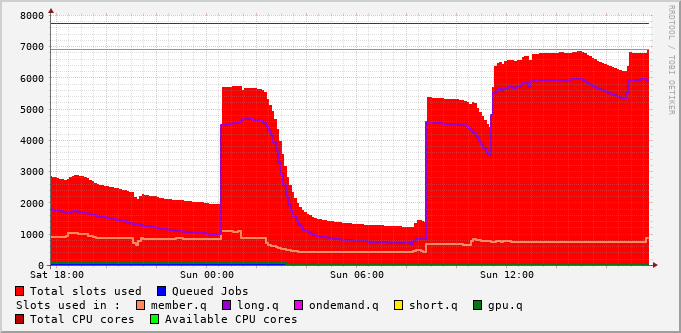 8000
7000
6000
5000
4000
3000
2000
1000
0
Sat 18:00 Sun 00:00 Sun 06:00 Sun 12:00
RRDTOOL / TOBI OETIKER
Total slots used Queued Jobs
Slots used in : member.q long.q ondemand.q short.q gpu.q
Total CPU cores Available CPU cores